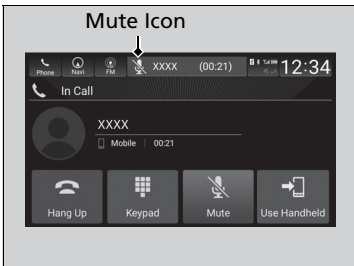 Mute Icon
Phone Navi FM XXXX (00:21) 12:34
In Call
XXXX
Mobile 00:21
Hang Up Keypad Mute Use Handheld